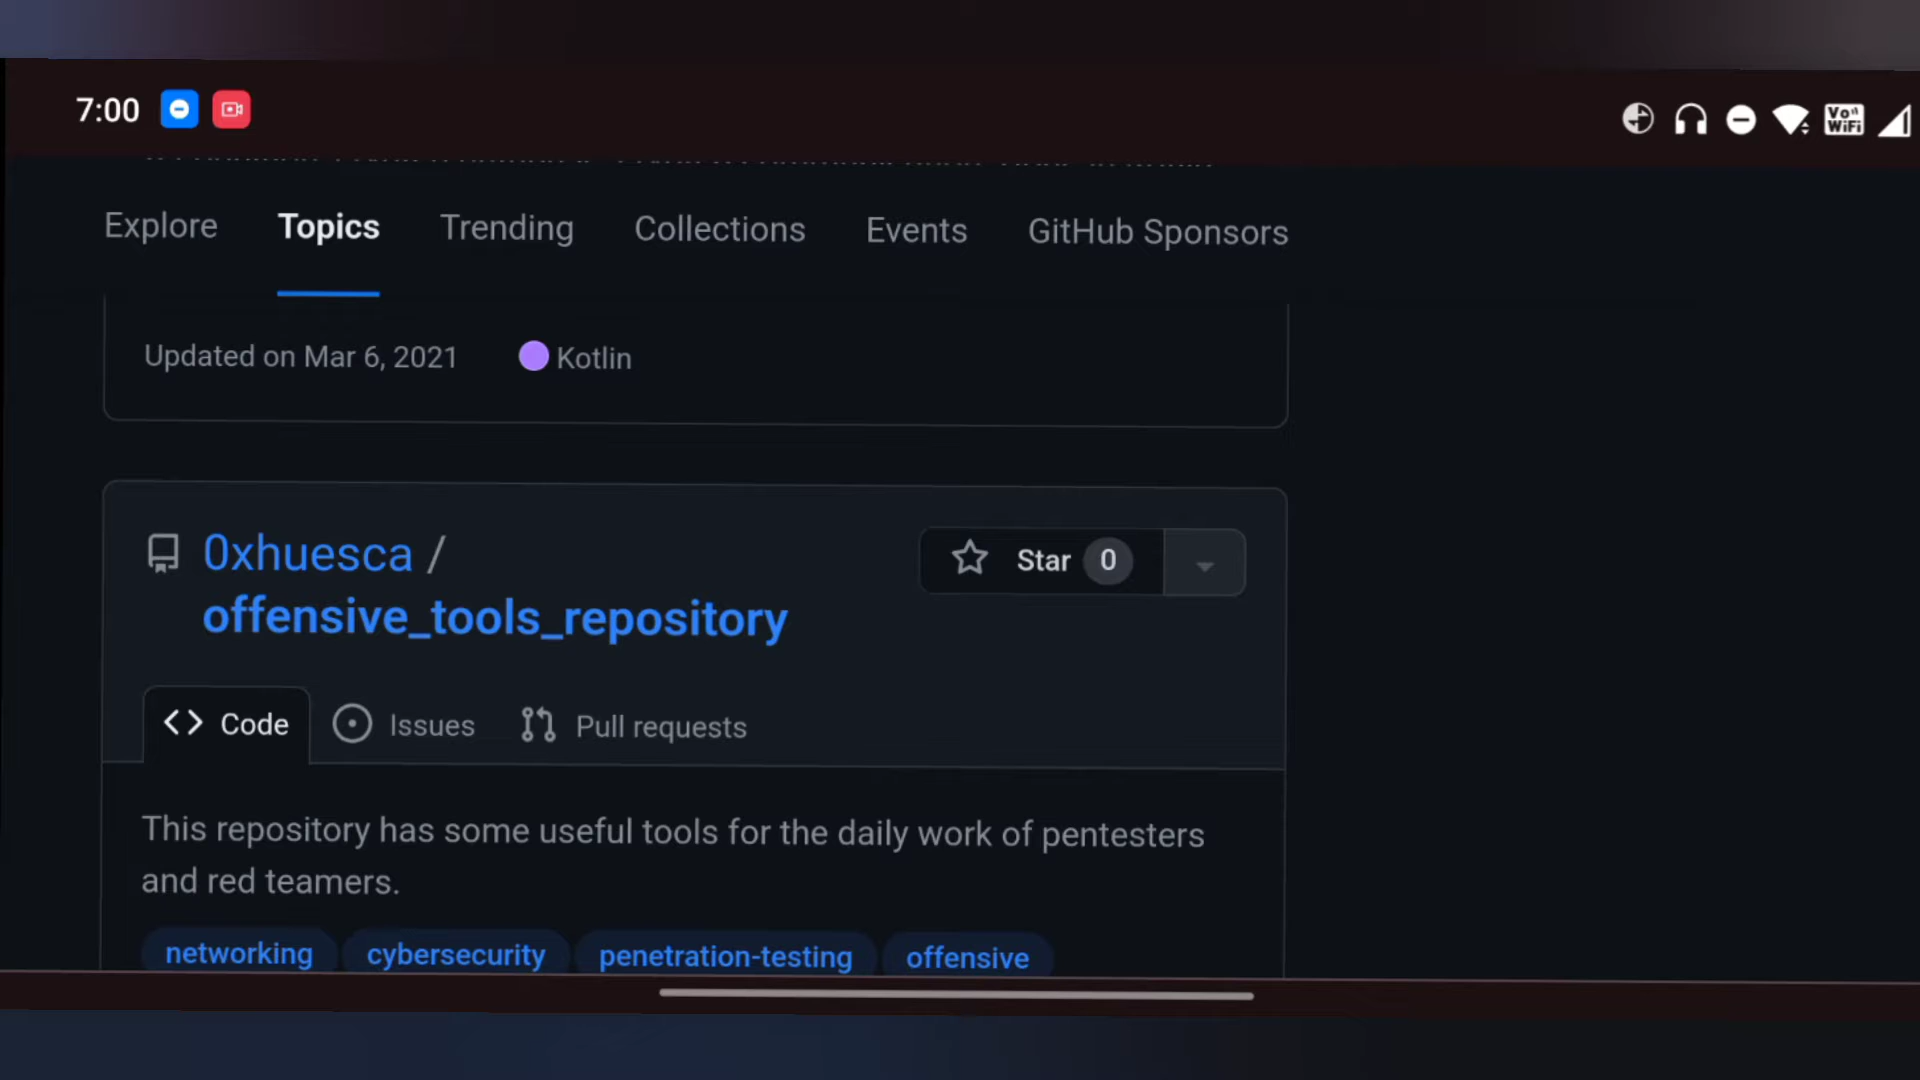 7:00
Vo
WiFi
Explore Topics Trending Collections Events GitHub Sponsors
Updated on Mar 6, 2021 Kotlin
0xhuesca /
offensive_tools_repository
Star 0
Code Issues Pull requests
This repository has some useful tools for the daily work of pentesters
and red teamers.
networking cybersecurity penetration-testing offensive